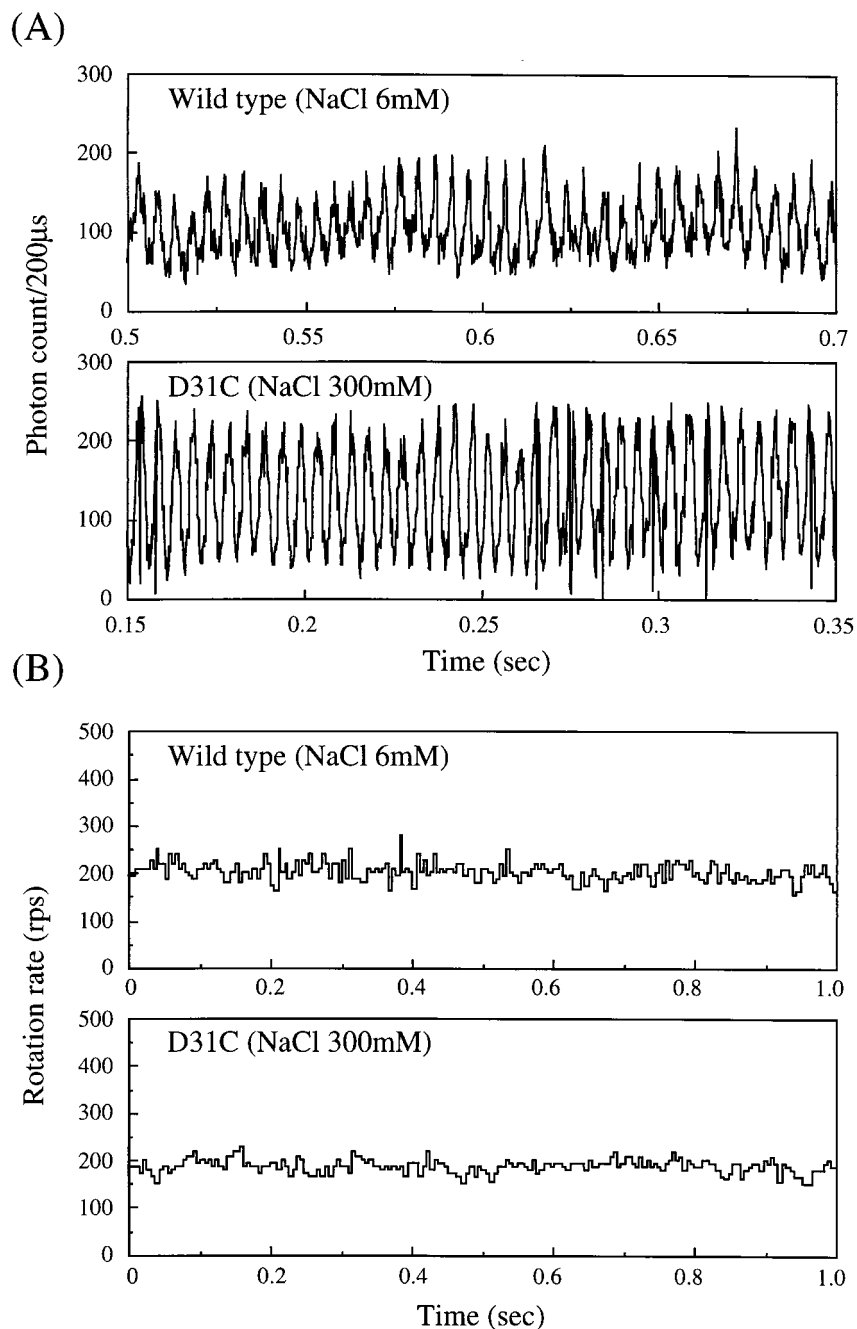 (A)
300
Wild type (NaCl 6mM)
200
100
0
0.5 0.55 0.6 0.65 0.7
Photon count/200μs
300
D31C (NaCl 300mM)
200
100
0
0.15 0.2 0.25 0.3 0.35
Time (sec)
(B)
500
Wild type (NaCl 6mM)
400
300
200
100
0
0 0.2 0.4 0.6 0.8 1.0
Rotation rate (rps)
500
D31C (NaCl 300mM)
400
300
200
100
0
0 0.2 0.4 0.6 0.8 1.0
Time (sec)